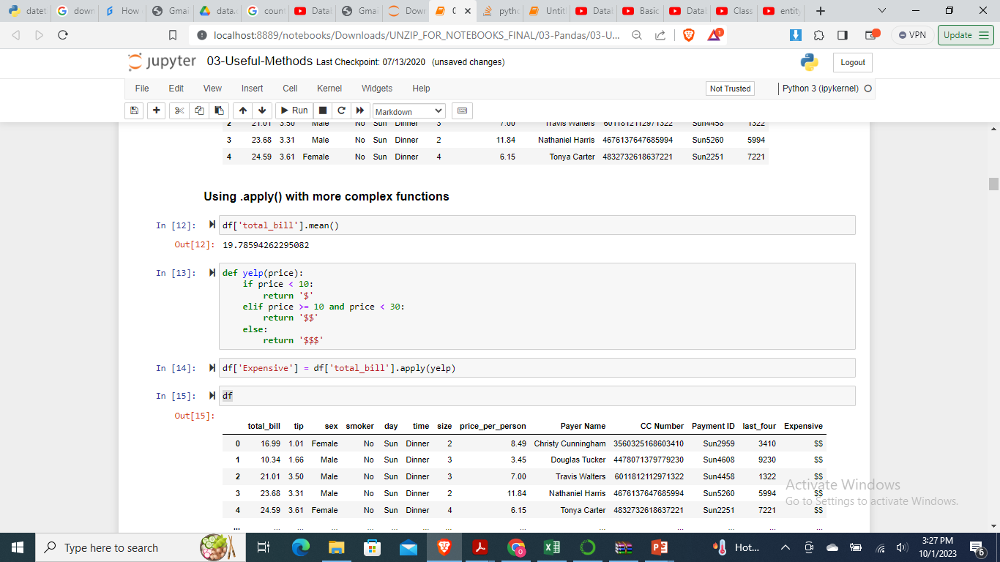 datet
down
How
Gmai
data.
coun
Data
Gmai
Dow
pyth
Untit
Data
Basic
Data
Class
entit
localhost:8889/notebooks/Downloads/UNZIP_FOR_NOTEBOOKS_FINAL/03-Pandas/03-U...
1
VPN
Update
jupyter 03-Useful-Methods Last Checkpoint: 07/13/2020 (unsaved changes)
Logout
File Edit View Insert Cell Kernel Widgets Help
Not Trusted
Python 3 (ipykernel)
Run
Markdown
2 21.01 3.50 Male No Sun Dinner 3 7.00 Travis Walters 6011812112971322 Sun4458 1322
3 23.68 3.31 Male No Sun Dinner 2 11.84 Nathaniel Harris 4676137647685994 Sun5260 5994
4 24.59 3.61 Female No Sun Dinner 4 6.15 Tonya Carter 4832732618637221 Sun2251 7221
Using .apply() with more complex functions
In [12]: df['total_bill'].mean()
Out[12]: 19.78594262295082
In [13]: def yelp(price):
if price < 10:
return '$'
elif price >= 10 and price < 30:
return '$$'
else:
return '$$$'
In [14]: df['Expensive'] = df['total_bill'].apply(yelp)
In [15]: df
Out[15]:
total_bill tip sex smoker day time size price_per_person Payer Name CC Number Payment ID last_four Expensive
0 16.99 1.01 Female No Sun Dinner 2 8.49 Christy Cunningham 3560325168603410 Sun2959 3410 $$
1 10.34 1.66 Male No Sun Dinner 3 3.45 Douglas Tucker 4478071379779230 Sun4608 9230 $$
2 21.01 3.50 Male No Sun Dinner 3 7.00 Travis Walters 6011812112971322 Sun4458 1322 $$
3 23.68 3.31 Male No Sun Dinner 2 11.84 Nathaniel Harris 4676137647685994 Sun5260 5994 $$
4 24.59 3.61 Female No Sun Dinner 4 6.15 Tonya Carter 4832732618637221 Sun2251 7221 $$
... ... ... ... ... ... ... ... ... ... ... ... ... ...
Activate Windows
Go to Settings to activate Windows.
Type here to search
Hot...
3:27 PM
10/1/2023
6